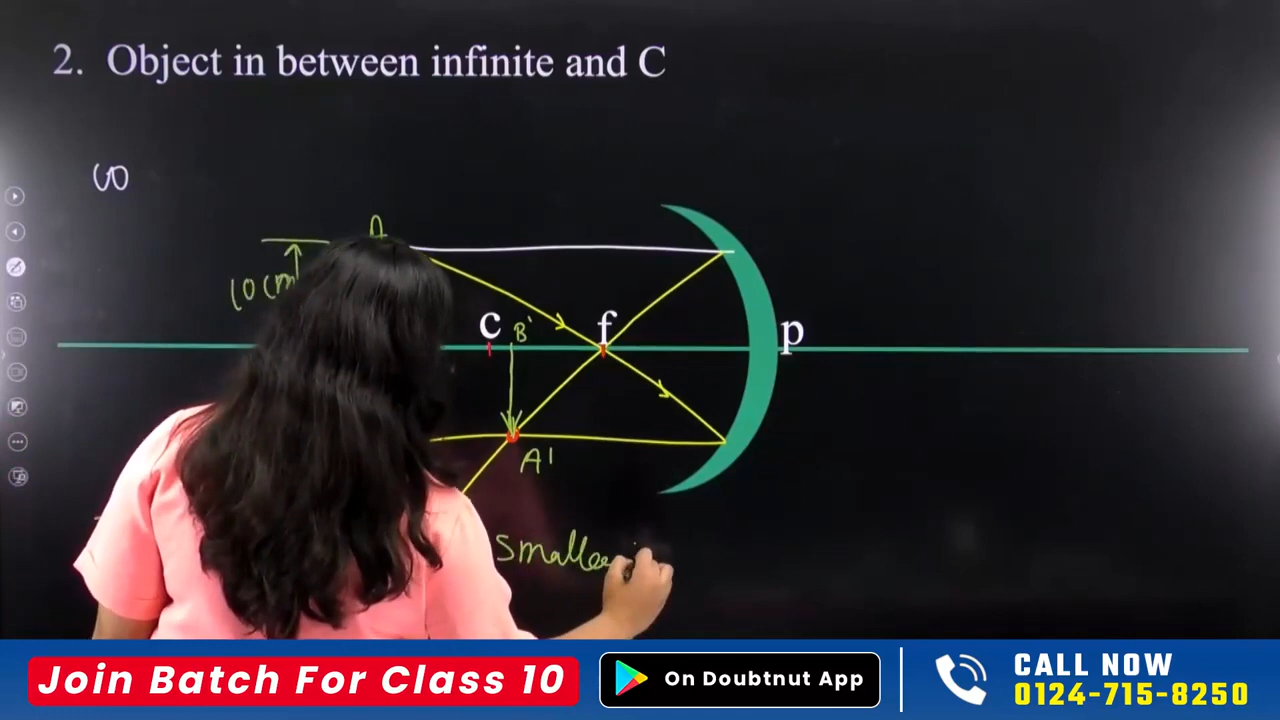 2. Object in between infinite and C
∞
A
10 cm
c
B'
f
p
A'
Smaller
Join Batch For Class 10
On Doubtnut App
CALL NOW
0124-715-8250